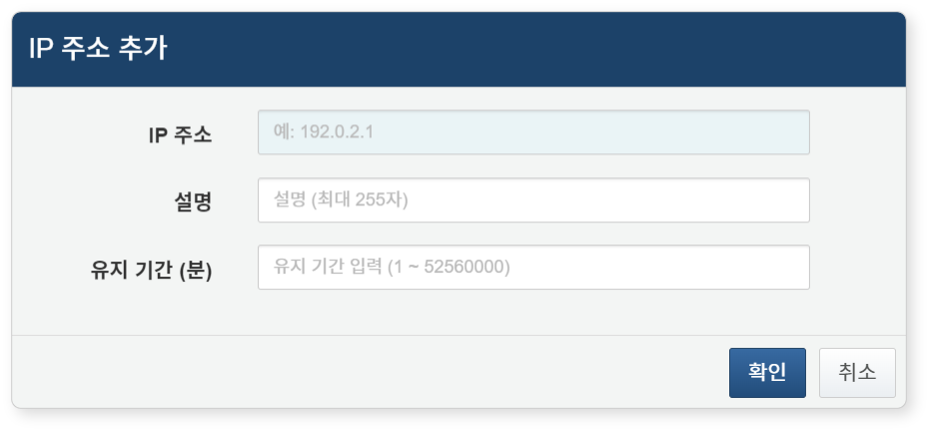 IP 주소 추가
IP 주소
예: 192.0.2.1
설명
설명 (최대 255자)
유지 기간 (분)
유지 기간 입력 (1 ~ 52560000)
확인
취소